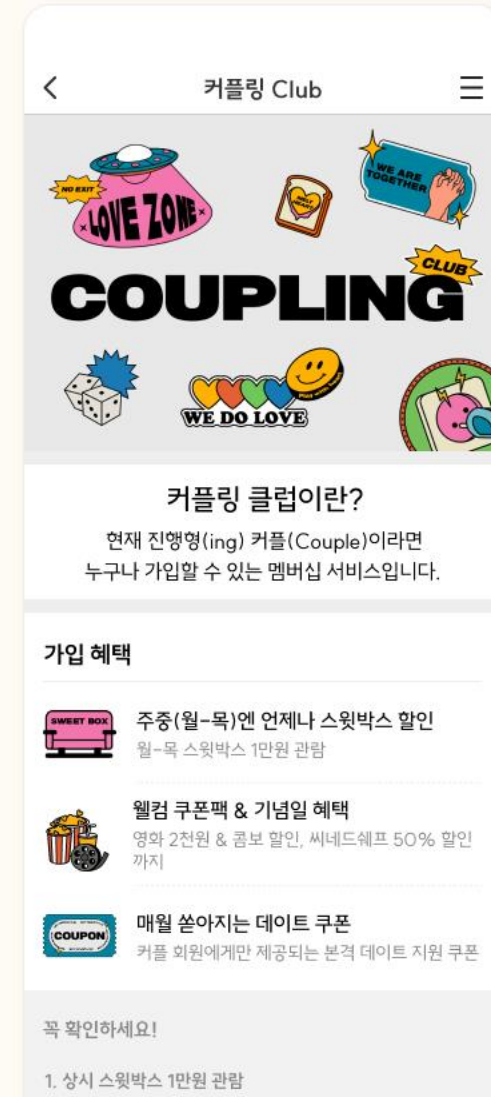 커플링 Club
NO EXIT
LOVE ZONE
MELT HEART
WE ARE
TOGETHER
CLUB
COUPLING
WE DO LOVE
커플링 클럽이란?
현재 진행형(ing) 커플(Couple)이라면
누구나 가입할 수 있는 멤버십 서비스입니다.
가입 혜택
SWEET BOX
주중(월-목)엔 언제나 스윗박스 할인
월-목 스윗박스 1만원 관람
웰컴 쿠폰팩 & 기념일 혜택
영화 2천원 & 콤보 할인, 씨네드쉐프 50% 할인
까지
COUPON
매월 쏟아지는 데이트 쿠폰
커플 회원에게만 제공되는 본격 데이트 지원 쿠폰
꼭 확인하세요!
1. 상시 스윗박스 1만원 관람